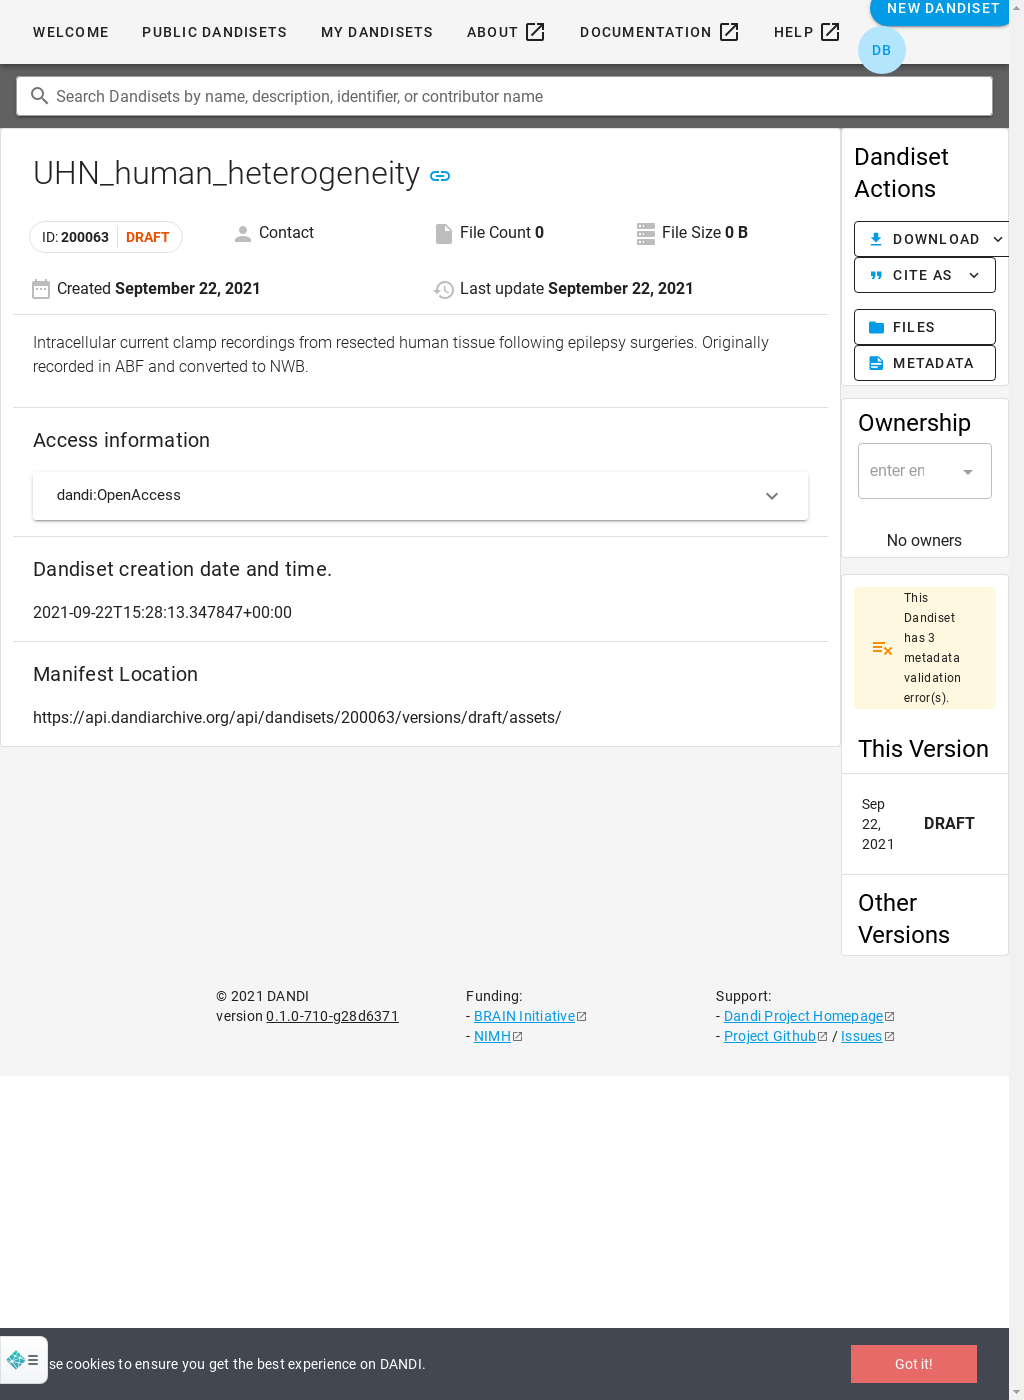 WELCOME PUBLIC DANDISETS MY DANDISETS ABOUT DOCUMENTATION HELP NEW DANDISET
DB
Search Dandisets by name, description, identifier, or contributor name
UHN_human_heterogeneity
ID: 200063 DRAFT Contact File Count 0 File Size 0 B
Created September 22, 2021 Last update September 22, 2021
Intracellular current clamp recordings from resected human tissue following epilepsy surgeries. Originally
recorded in ABF and converted to NWB.
Access information
dandi:OpenAccess
Dandiset creation date and time.
2021-09-22T15:28:13.347847+00:00
Manifest Location
https://api.dandiarchive.org/api/dandisets/200063/versions/draft/assets/
Dandiset
Actions
DOWNLOAD
CITE AS
FILES
METADATA
Ownership
enter en
No owners
This
Dandiset
has 3
metadata
validation
error(s).
This Version
Sep
22,
2021
DRAFT
Other
Versions
© 2021 DANDI
version 0.1.0-710-g28d6371
Funding:
- BRAIN Initiative
- NIMH
Support:
- Dandi Project Homepage
- Project Github / Issues
se cookies to ensure you get the best experience on DANDI.
Got it!